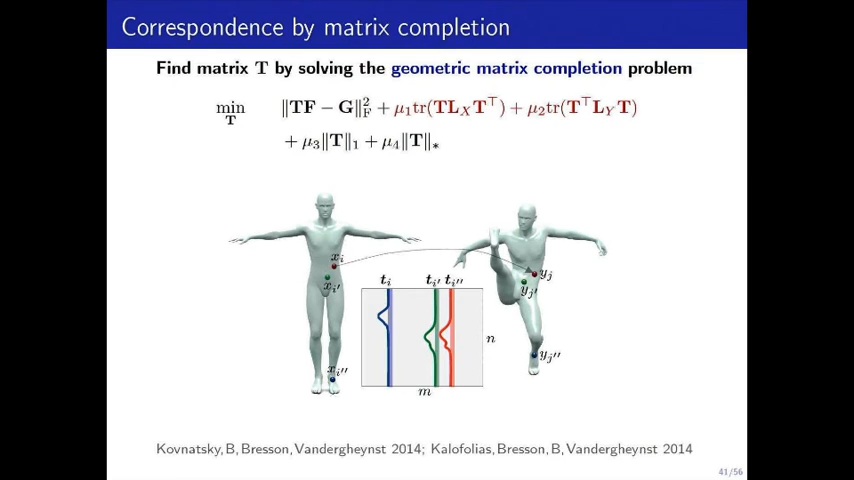 Correspondence by matrix completion
Find matrix T by solving the geometric matrix completion problem
min T ‖TF − G‖²_F + μ₁tr(TL_X T^⊤) + μ₂tr(T^⊤L_Y T)
+ μ₃‖T‖₁ + μ₄‖T‖_*
x_i
x_i′
x_i″
t_i t_i′ t_i″
n
m
y_j
y_j′
y_j″
Kovnatsky, B, Bresson, Vandergheynst 2014; Kalofolias, Bresson, B, Vandergheynst 2014
41/56